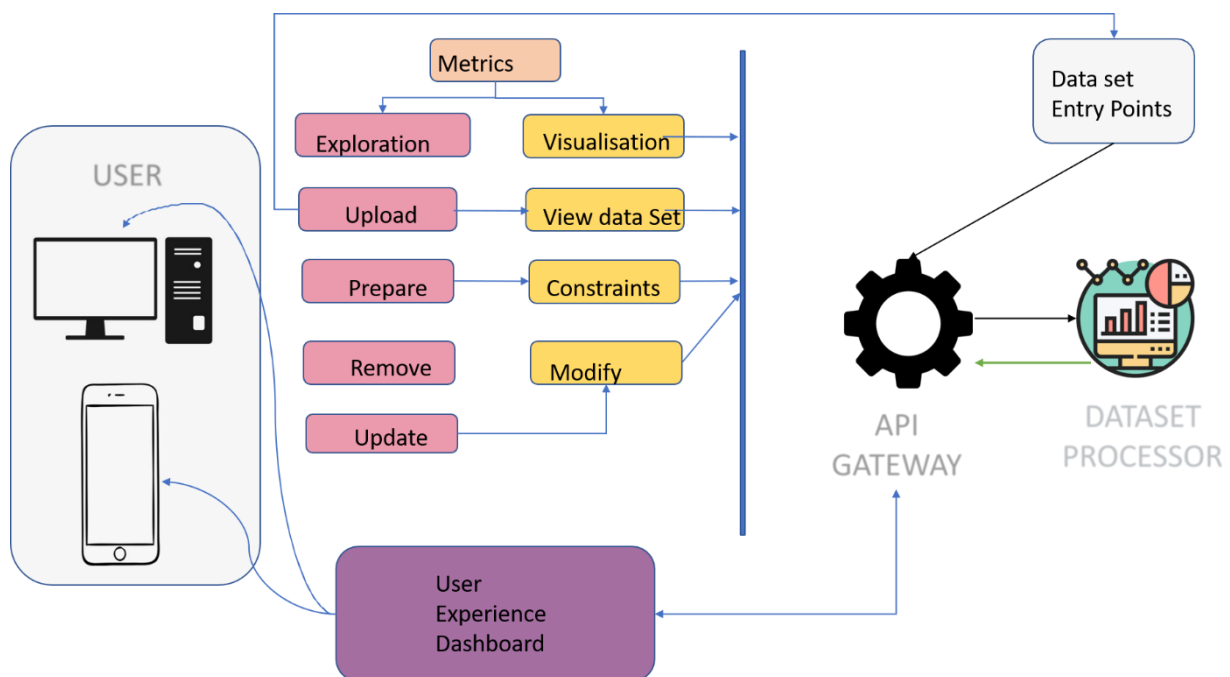 Metrics
Data set
Entry Points
Exploration
Visualisation
USER
Upload
View data Set
Prepare
Constraints
Remove
Modify
Update
API
GATEWAY
DATASET
PROCESSOR
User
Experience
Dashboard